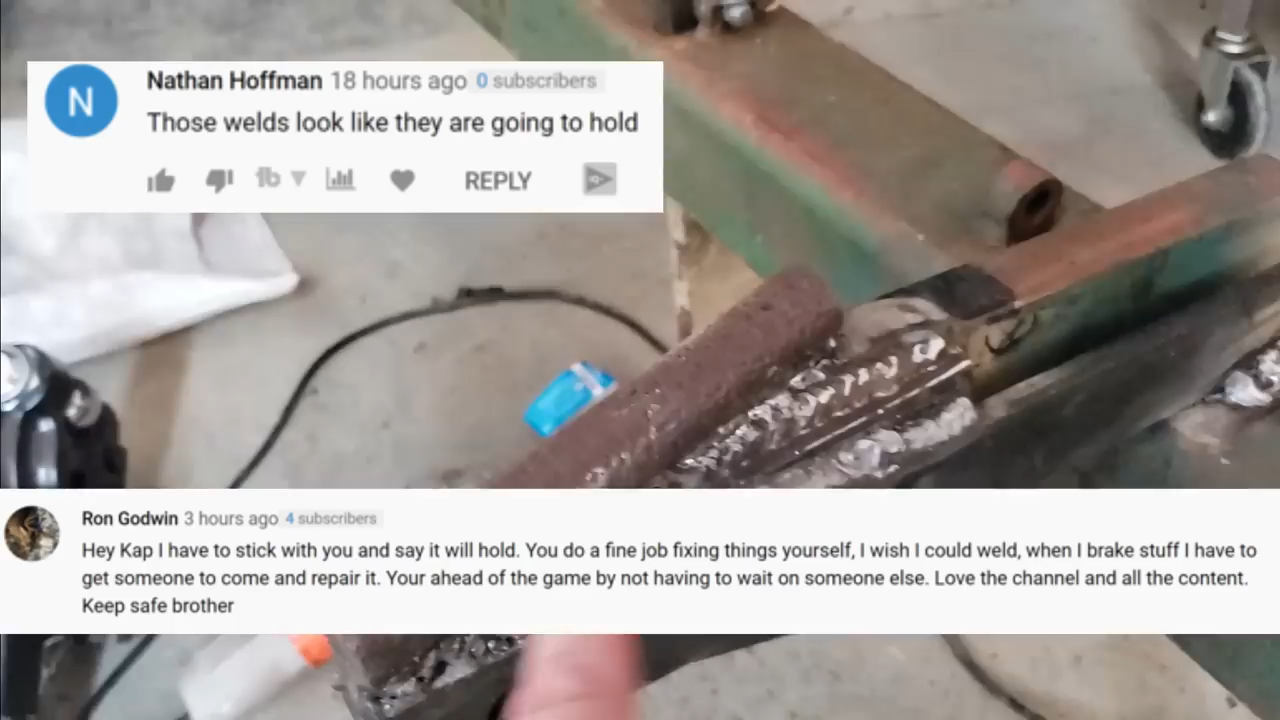 N
Nathan Hoffman 18 hours ago 0 subscribers
Those welds look like they are going to hold
tb
REPLY
Ron Godwin 3 hours ago 4 subscribers
Hey Kap I have to stick with you and say it will hold. You do a fine job fixing things yourself, I wish I could weld, when I brake stuff I have to
get someone to come and repair it. Your ahead of the game by not having to wait on someone else. Love the channel and all the content.
Keep safe brother